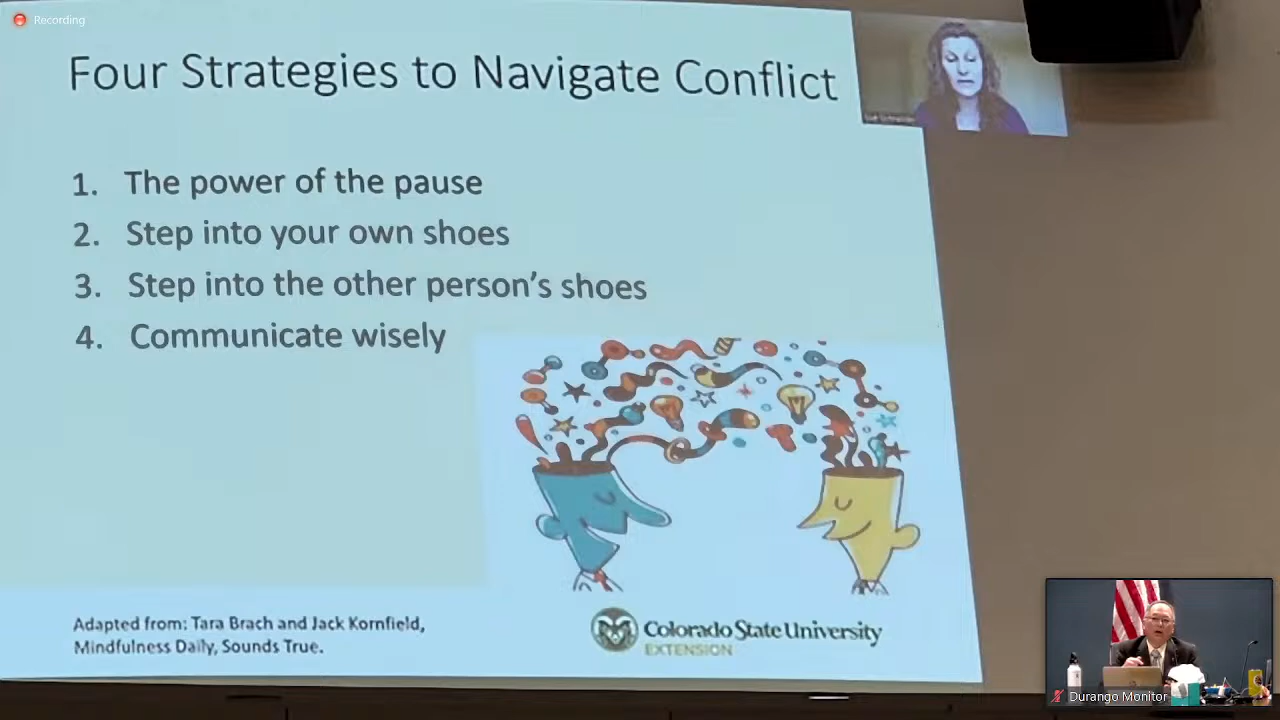 Recording
Four Strategies to Navigate Conflict
1. The power of the pause
2. Step into your own shoes
3. Step into the other person's shoes
4. Communicate wisely
Adapted from: Tara Brach and Jack Kornfield,
Mindfulness Daily, Sounds True.
Colorado State University
EXTENSION
Durango Monitor